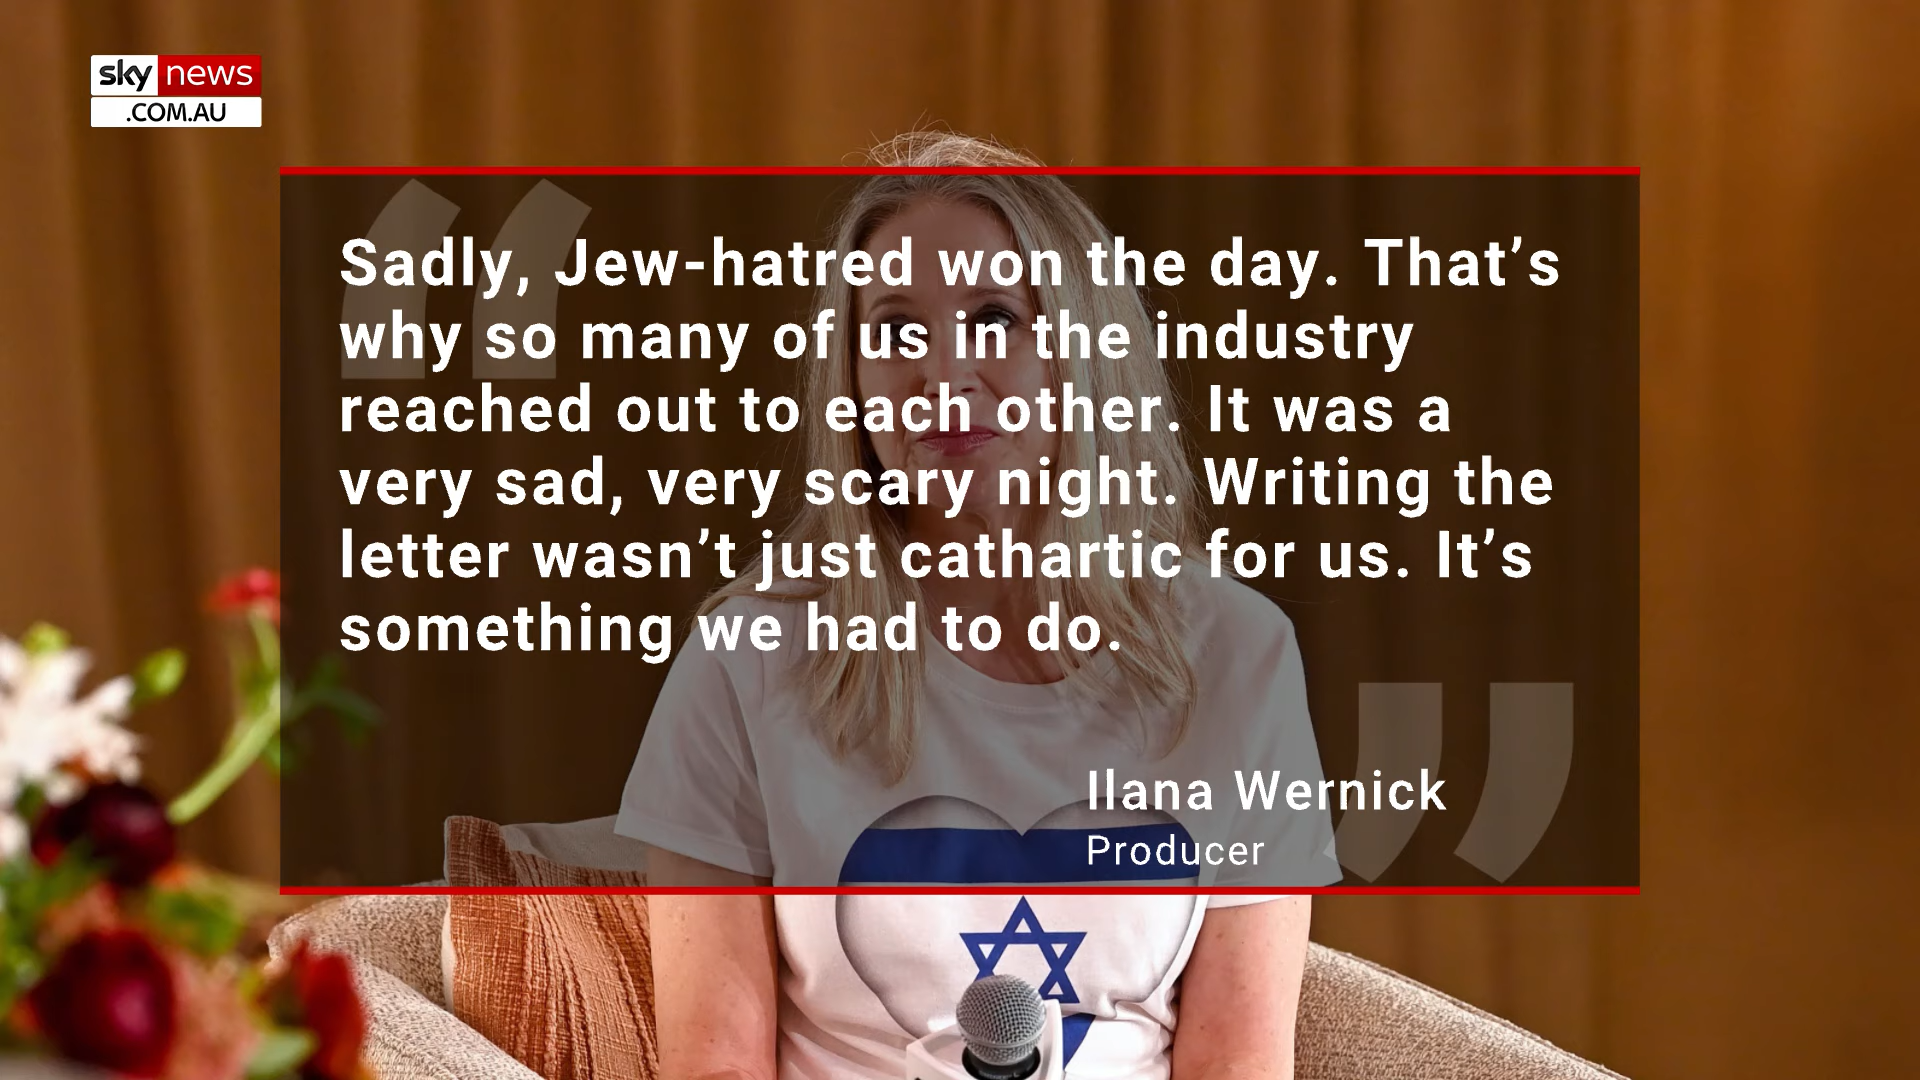 sky news
.COM.AU
Sadly, Jew-hatred won the day. That’s
why so many of us in the industry
reached out to each other. It was a
very sad, very scary night. Writing the
letter wasn’t just cathartic for us. It’s
something we had to do.
Ilana Wernick
Producer